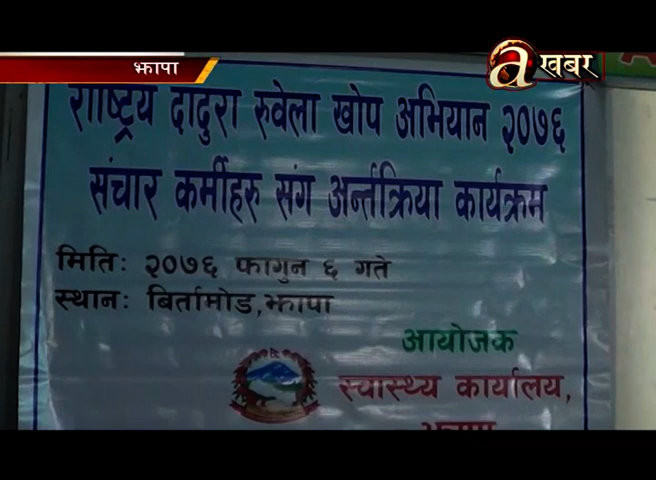 झापा
a खबर
A
राष्ट्रिय दादुरा रुवेला खोप अभियान २०७६
संचार कर्मीहरु संग अर्न्तक्रिया कार्यक्रम
मिति: २०७६ फागुन ६ गते
स्थान: बिर्तामोड,झापा
आयोजक
स्वास्थ्य कार्यालय,